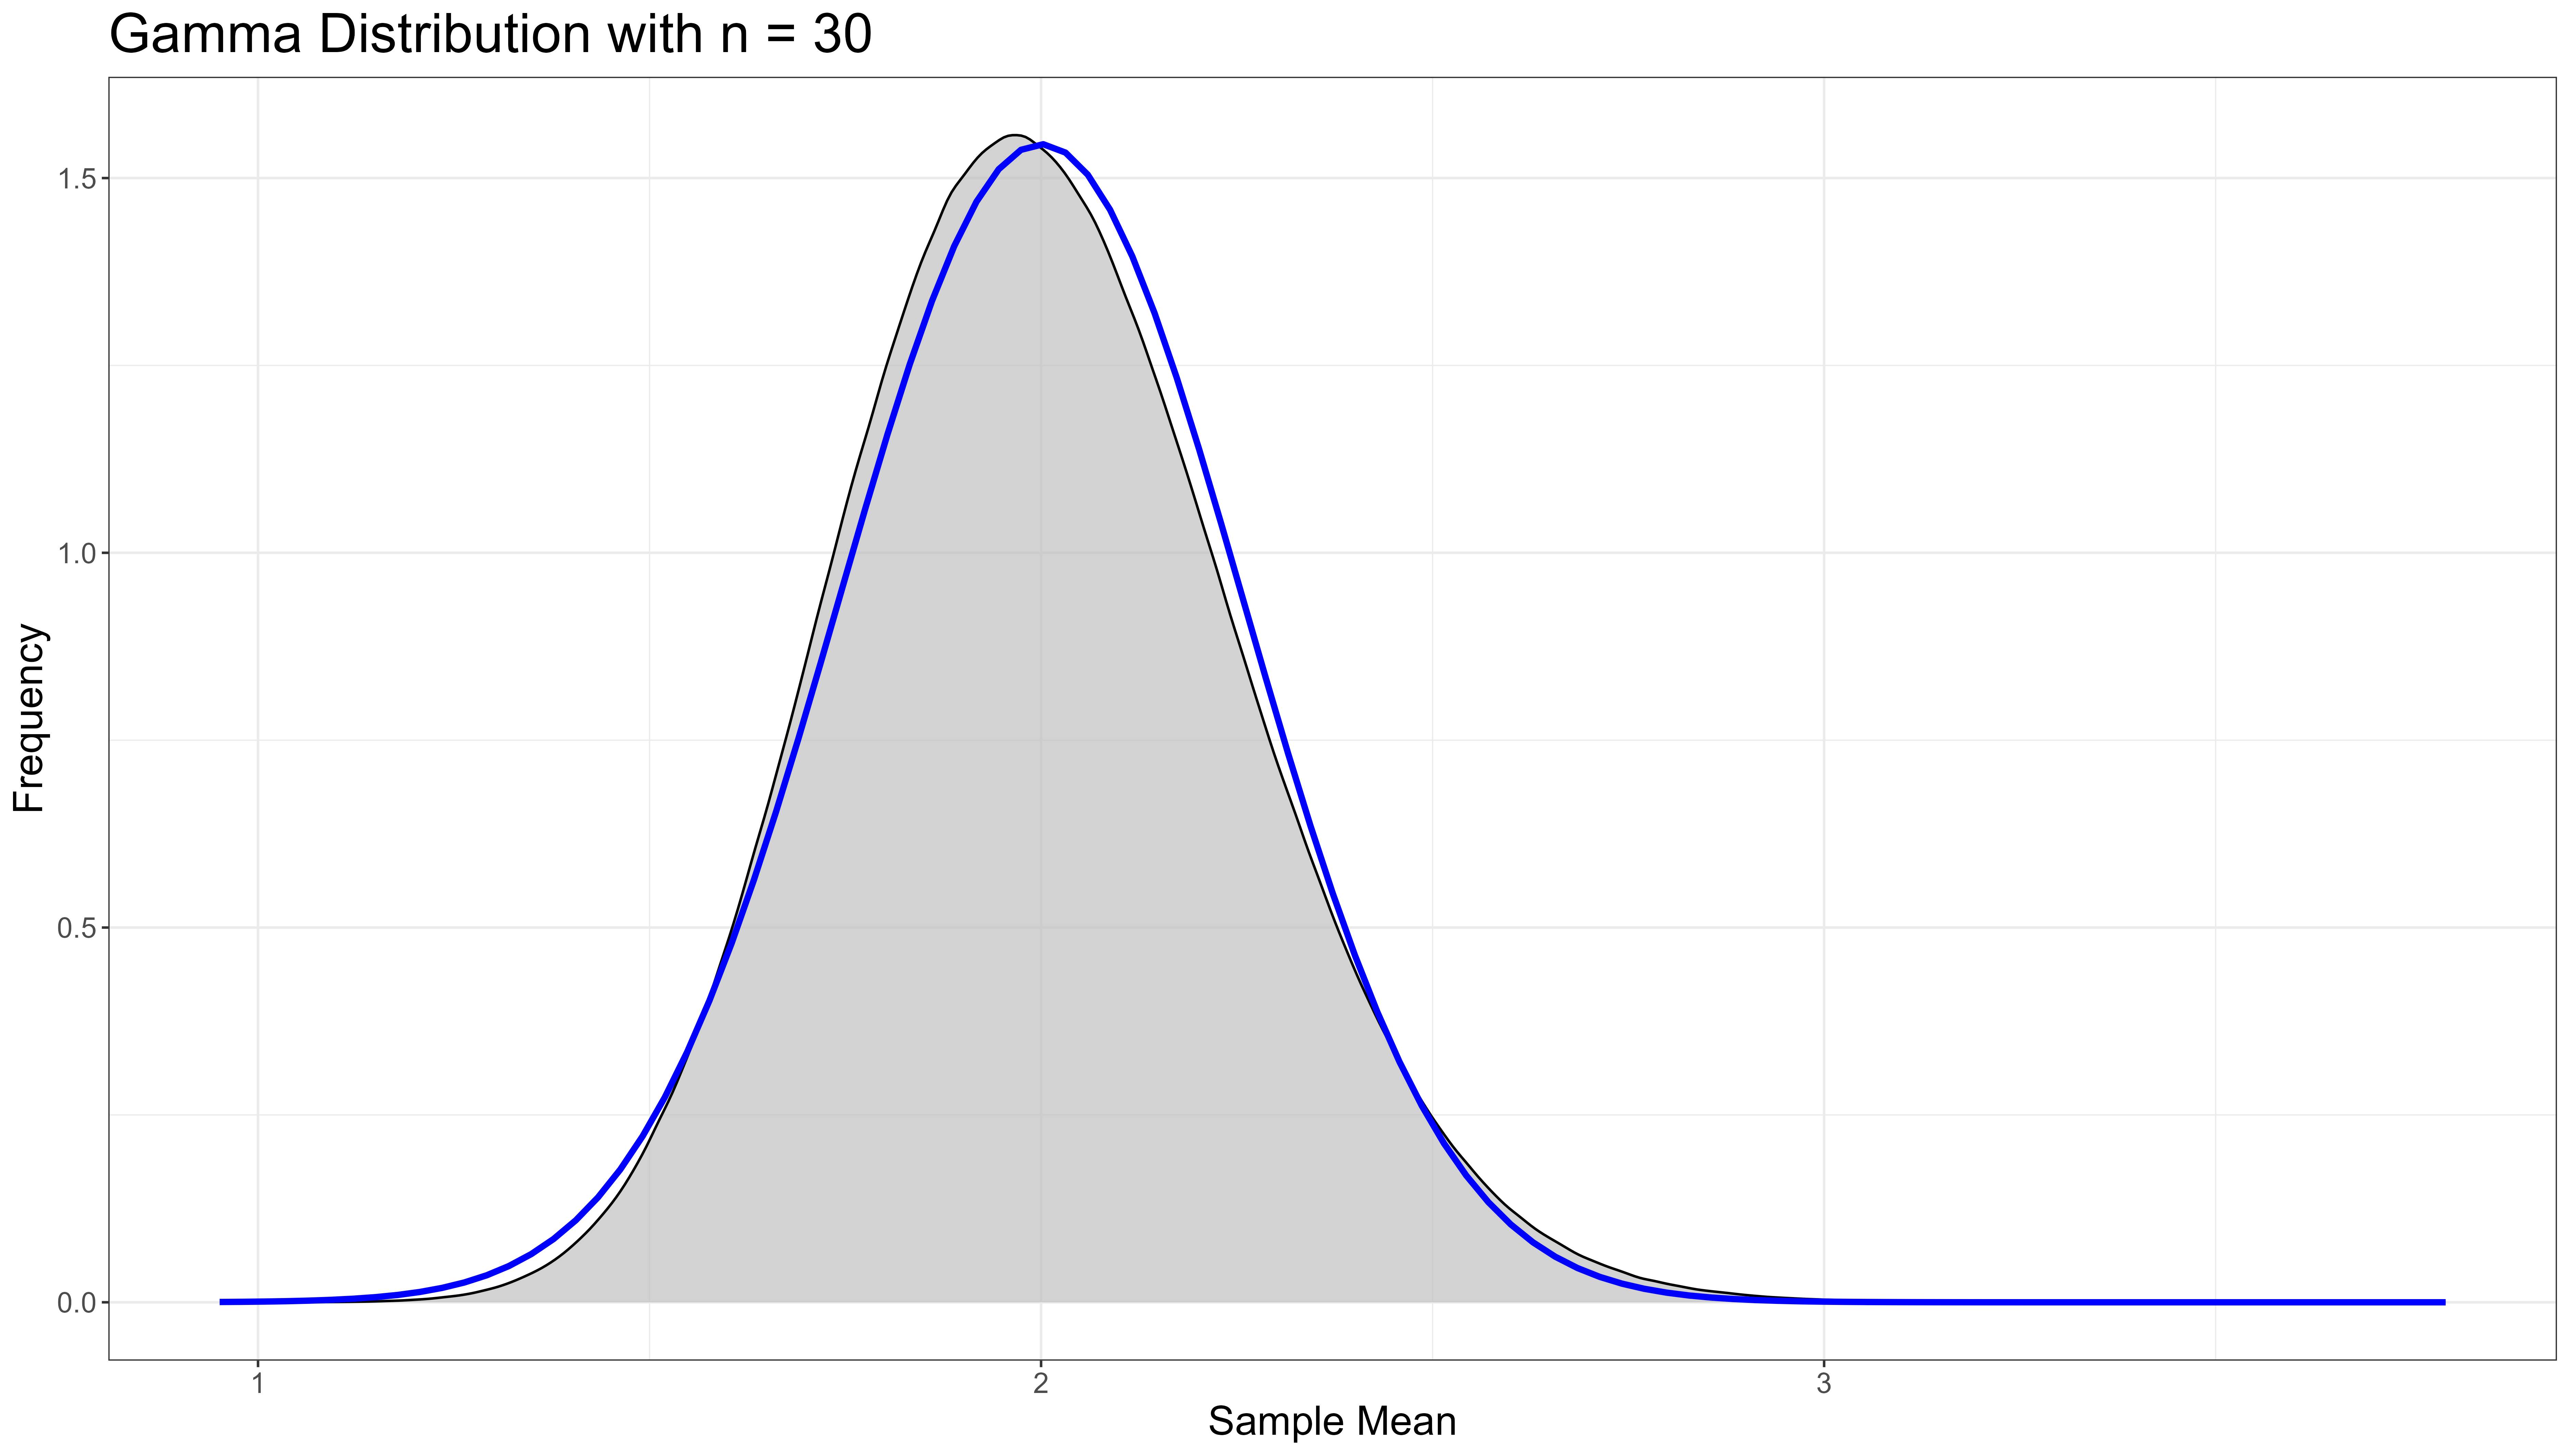 Gamma Distribution with n = 30
1.5
1.0
0.5
0.0
Frequency
1 2 3
Sample Mean